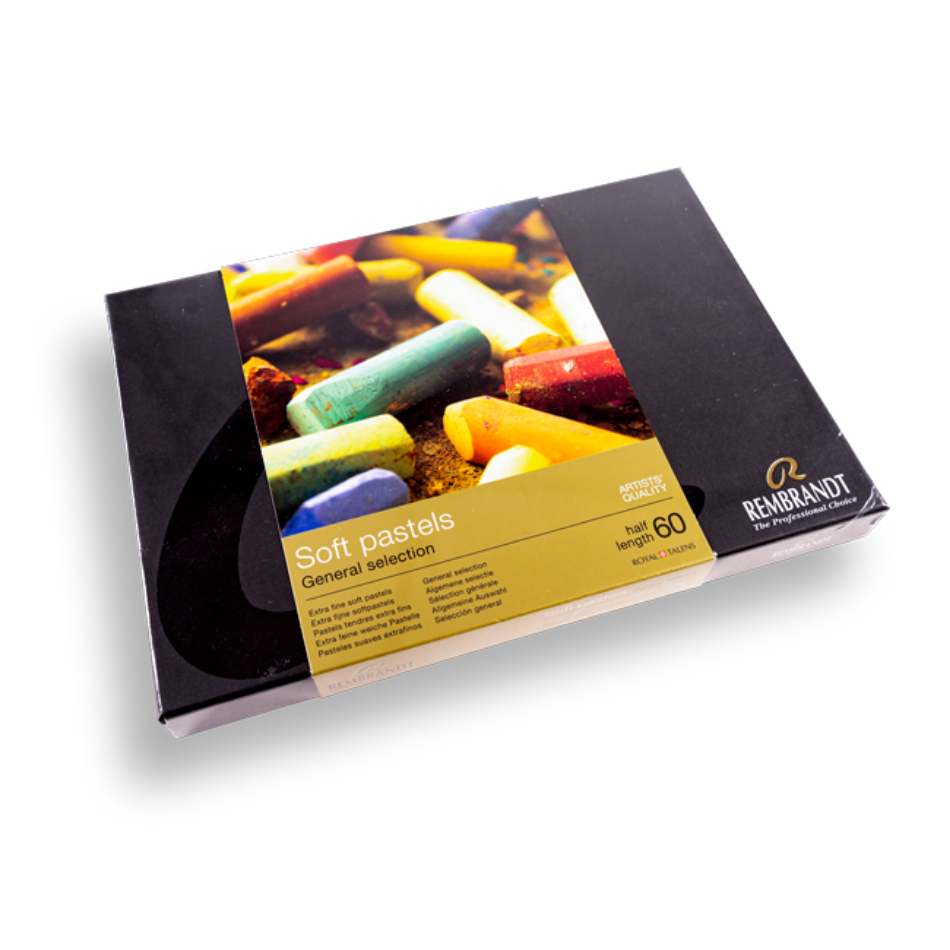 Soft pastels
General selection
Extra fine soft pastels
Extra fijne softpastels
Pastels tendres extra fins
Extra feine weiche Pastelle
Pasteles suaves extrafinos
General selection
Algemene selectie
Sélection générale
Allgemeine Auswahl
Selección general
ARTISTS'
QUALITY
half
length 60
ROYAL TALENS
REMBRANDT
The Professional Choice
REMBRANDT